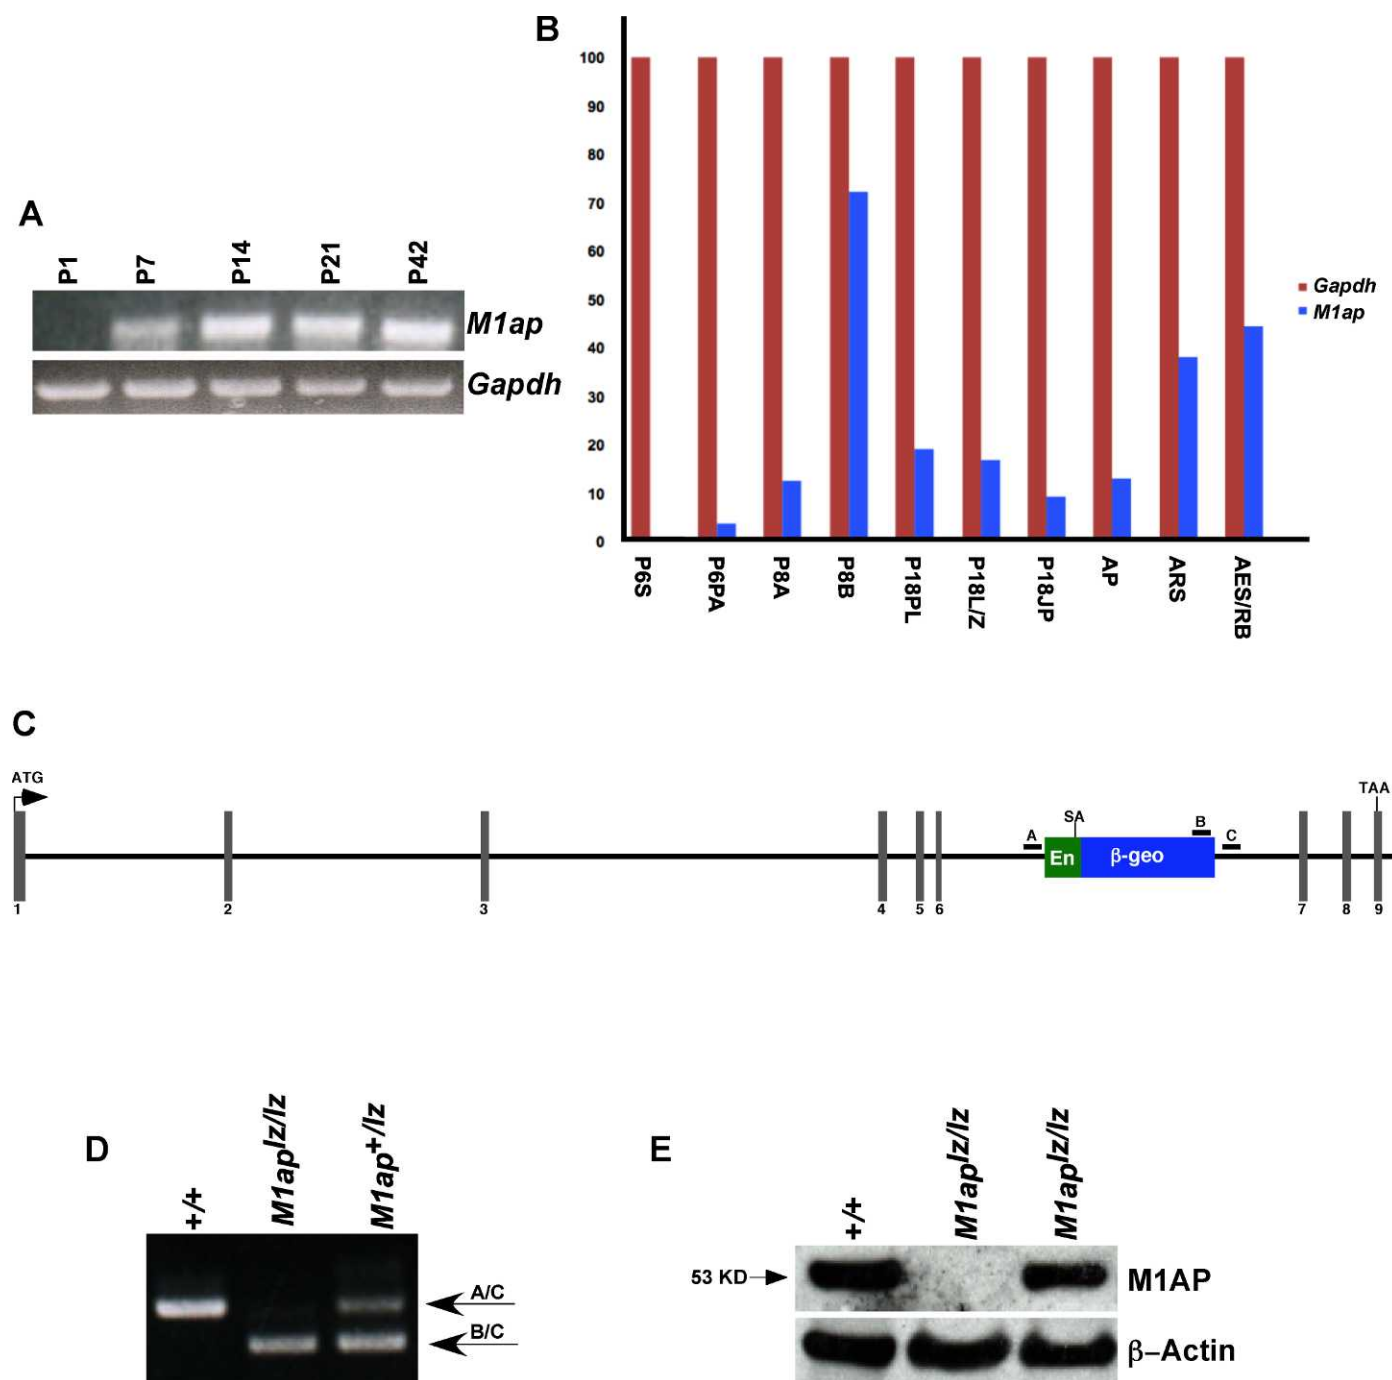 A
P1 P7 P14 P21 P42
M1ap
Gapdh
B
100
90
80
70
60
50
40
30
20
10
0
P6S P6PA P8A P8B P18PL P18L/Z P18JP AP ARS AES/RB
Gapdh
M1ap
C
ATG
SA
A
B
C
TAA
En β-geo
1 2 3 4 5 6 7 8 9
D
+/+ M1ap^lz/lz M1ap^+/lz
A/C
B/C
E
+/+ M1ap^lz/lz M1ap^lz/lz
53 KD
M1AP
β–Actin